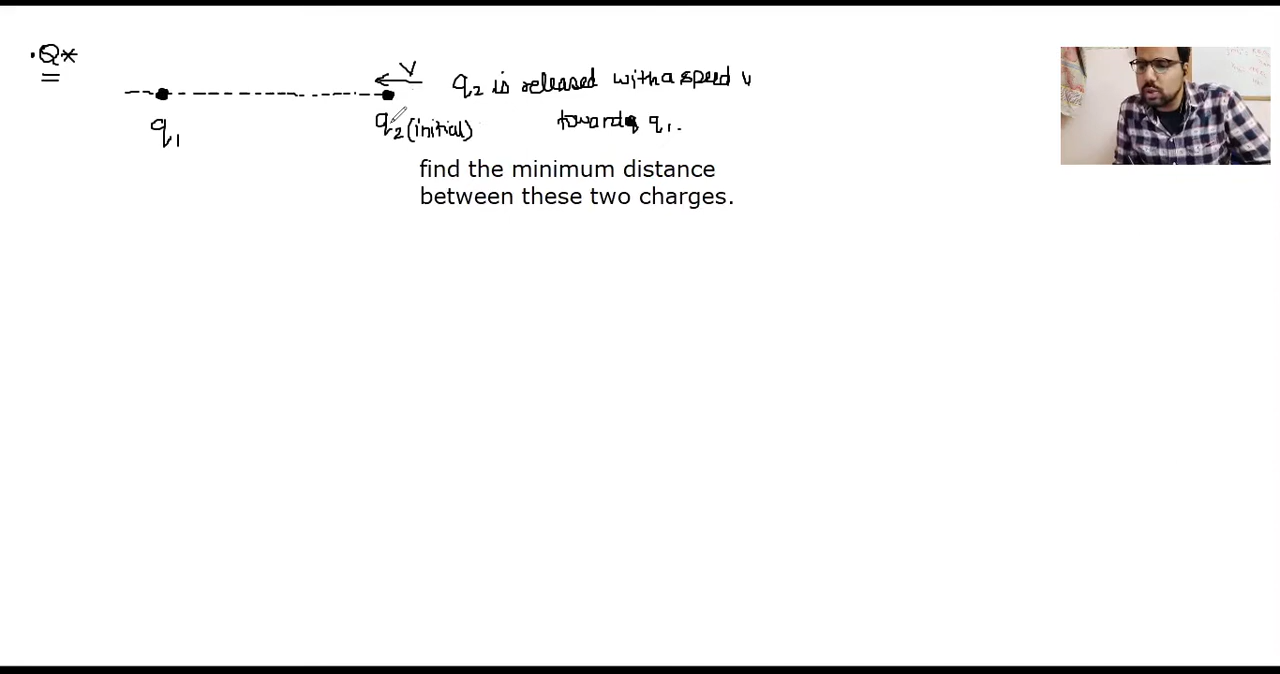 .Q*
V
q2 is released with a speed v
towards q1.
q1
q2 (initial)
find the minimum distance
between these two charges.